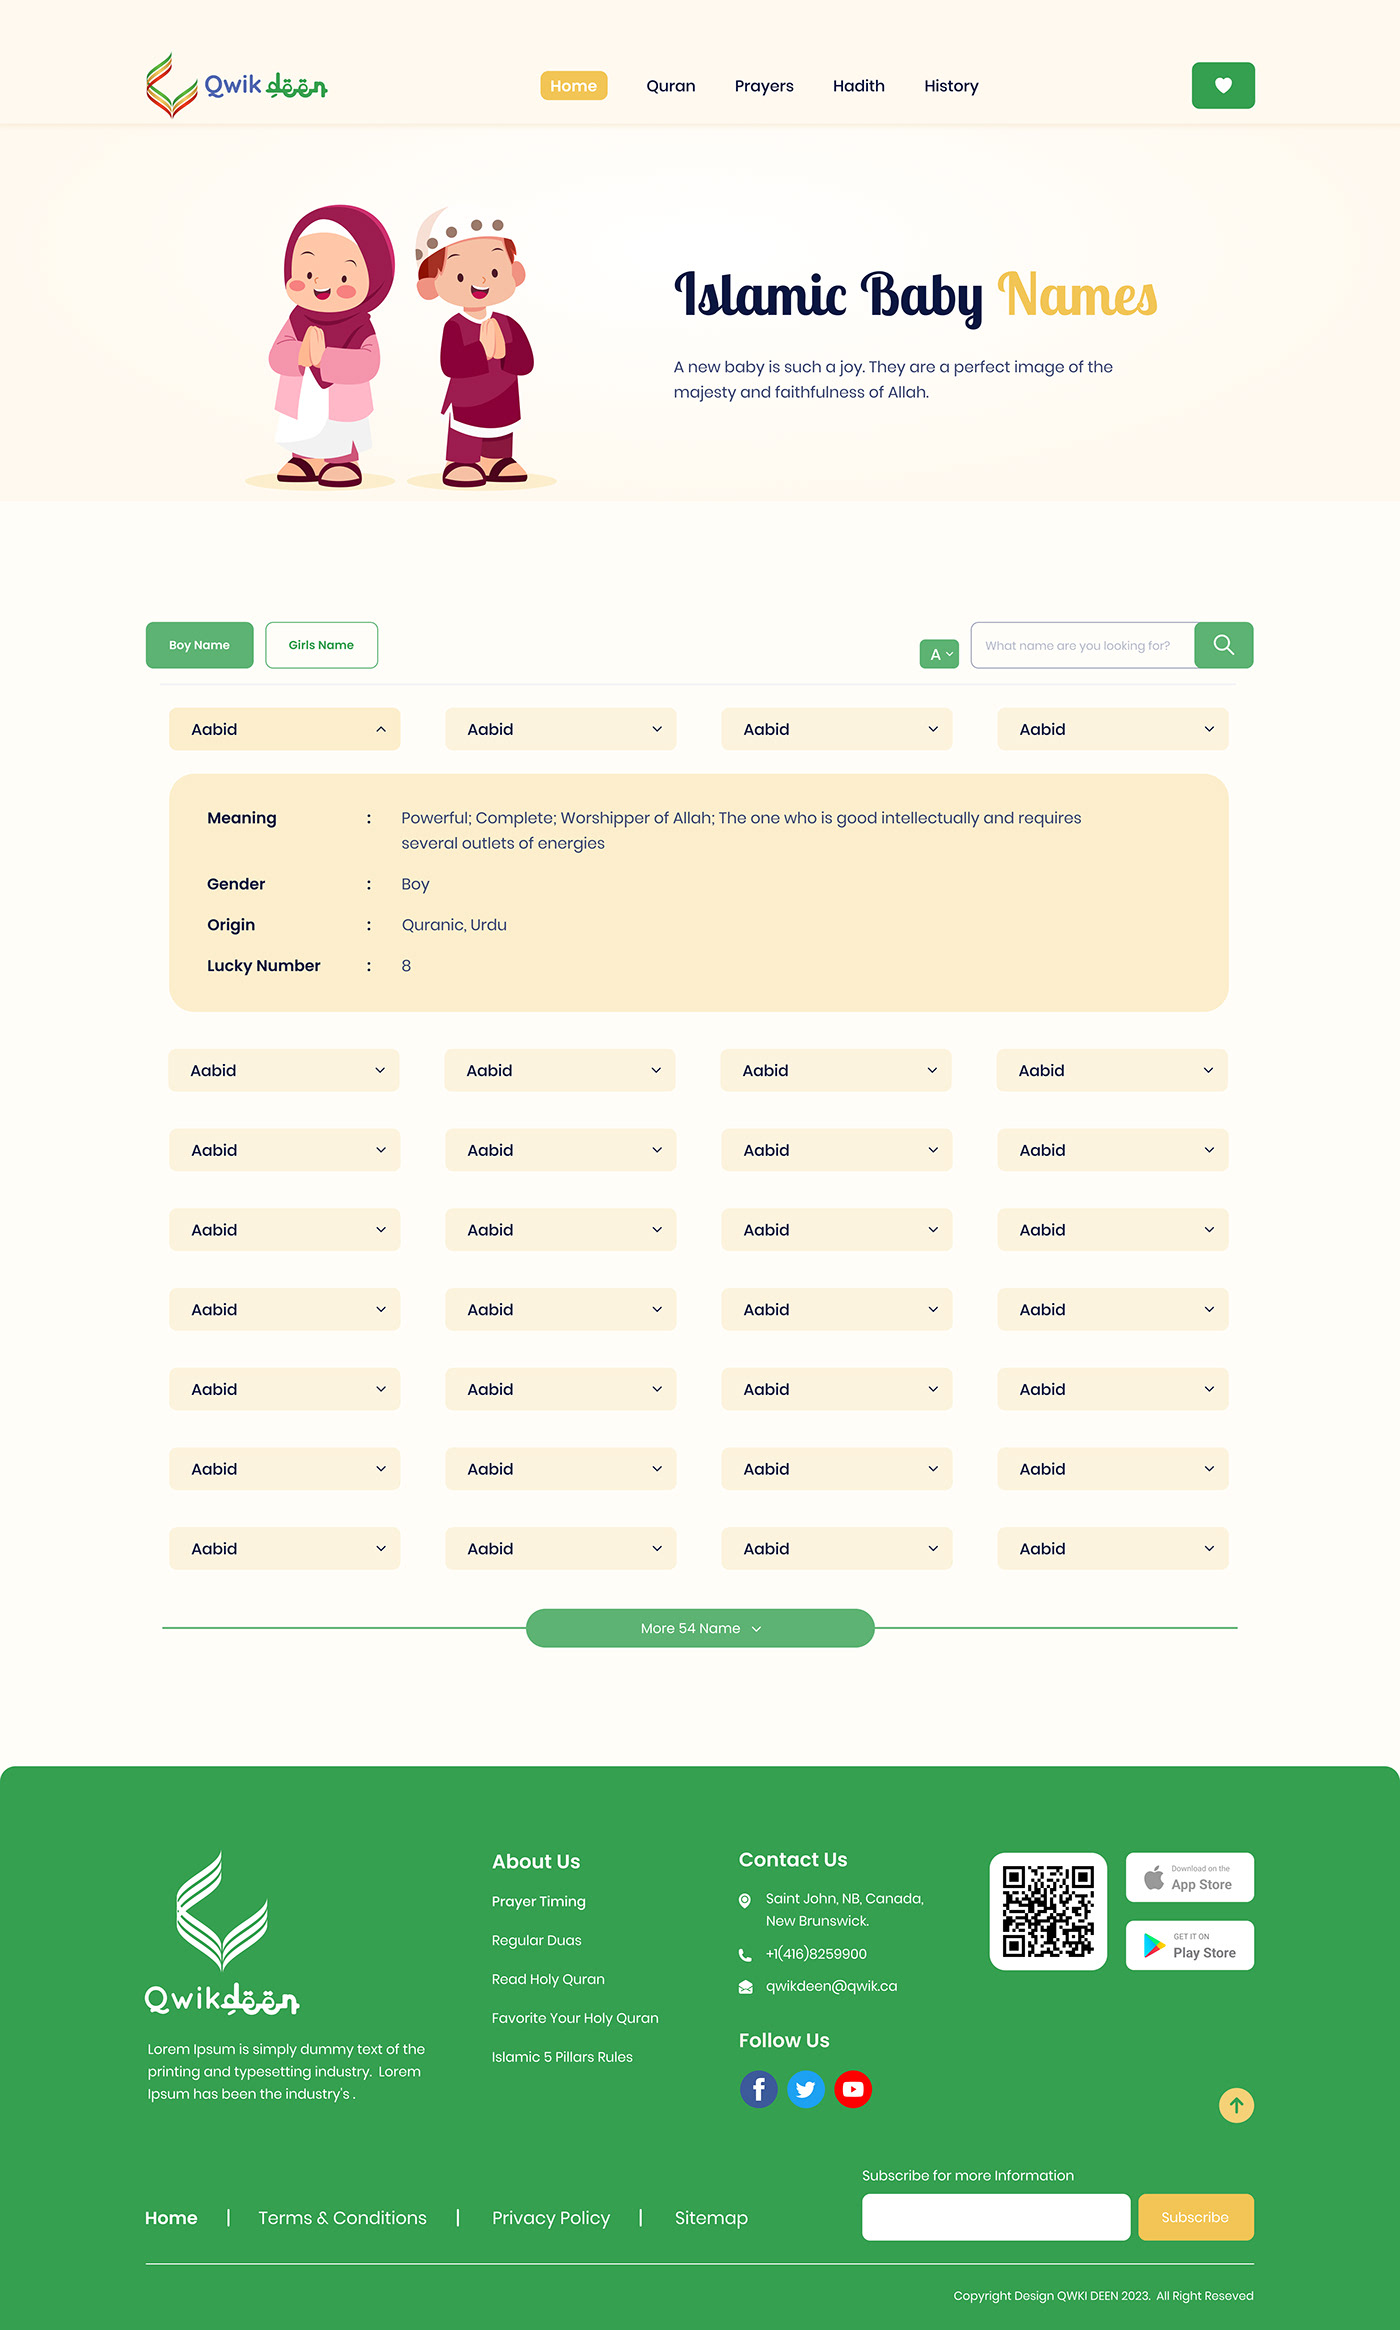 Qwik deen
Home Quran Prayers Hadith History
Islamic Baby Names
A new baby is such a joy. They are a perfect image of the
majesty and faithfulness of Allah.
Boy Name Girls Name A What name are you looking for?
Aabid Aabid Aabid Aabid
Meaning : Powerful; Complete; Worshipper of Allah; The one who is good intellectually and requires
several outlets of energies
Gender : Boy
Origin : Quranic, Urdu
Lucky Number : 8
Aabid Aabid Aabid Aabid
Aabid Aabid Aabid Aabid
Aabid Aabid Aabid Aabid
Aabid Aabid Aabid Aabid
Aabid Aabid Aabid Aabid
Aabid Aabid Aabid Aabid
Aabid Aabid Aabid Aabid
More 54 Name
Qwikdeen
Lorem Ipsum is simply dummy text of the
printing and typesetting industry. Lorem
Ipsum has been the industry's .
About Us
Prayer Timing
Regular Duas
Read Holy Quran
Favorite Your Holy Quran
Islamic 5 Pillars Rules
Contact Us
Saint John, NB, Canada,
New Brunswick.
+1(416)8259900
qwikdeen@qwik.ca
Follow Us
Download on the
App Store
GET IT ON
Play Store
Subscribe for more Information
Home | Terms & Conditions | Privacy Policy | Sitemap
Subscribe
Copyright Design QWKI DEEN 2023. All Right Reseved